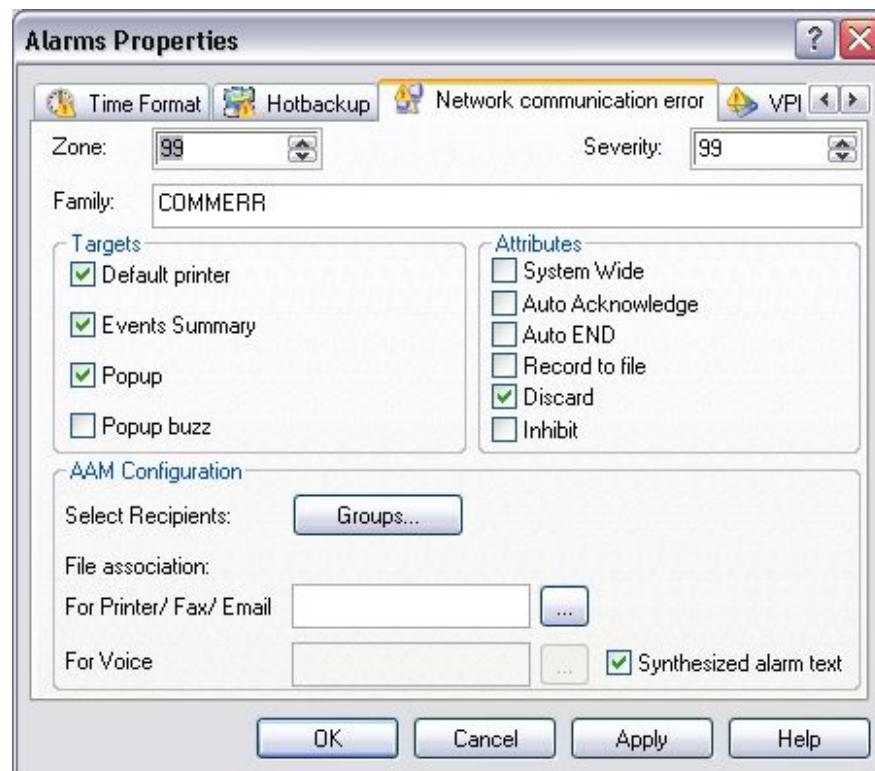 Alarms Properties
Time Format Hotbackup Network communication error VPI
Zone: 99 Severity: 99
Family: COMMERR
Targets
Default printer
Events Summary
Popup
Popup buzz
Attributes
System Wide
Auto Acknowledge
Auto END
Record to file
Discard
Inhibit
AAM Configuration
Select Recipients: Groups...
File association:
For Printer/ Fax/ Email ...
For Voice ... Synthesized alarm text
OK Cancel Apply Help